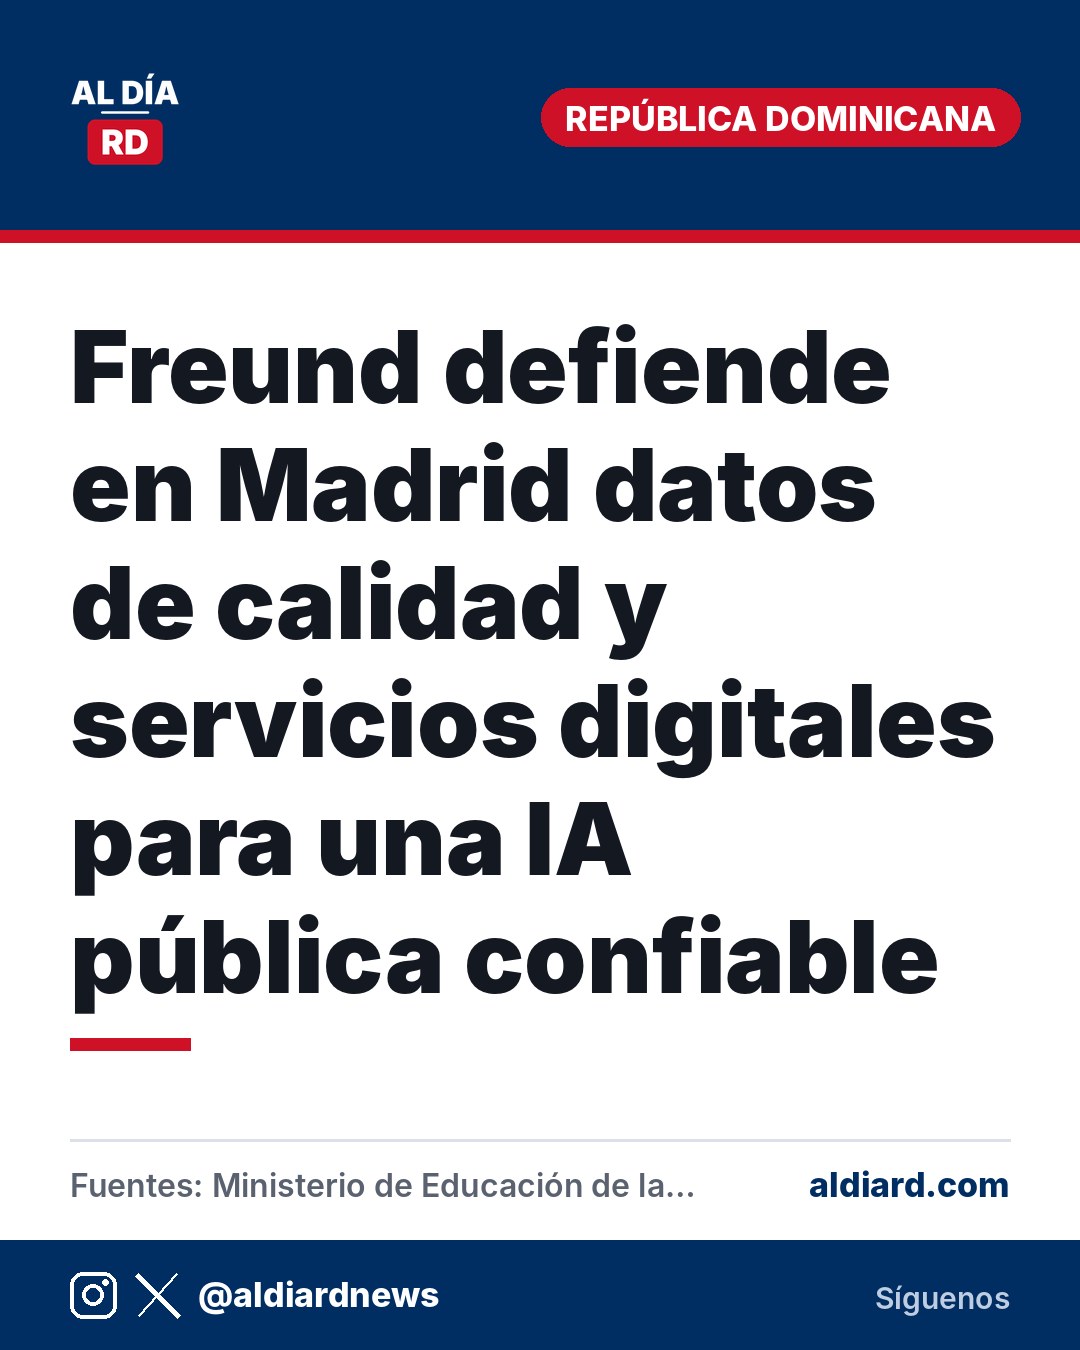 AL DÍA
RD
REPÚBLICA DOMINICANA
Freund defiende
en Madrid datos
de calidad y
servicios digitales
para una IA
pública confiable
Fuentes: Ministerio de Educación de la...
aldiard.com
@aldiardnews
Síguenos